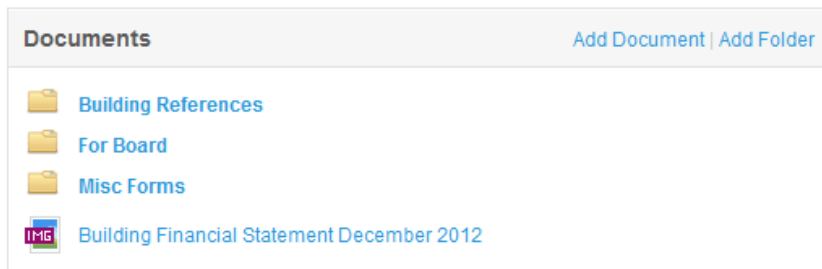 Documents Add Document | Add Folder
Building References
For Board
Misc Forms
IMG Building Financial Statement December 2012